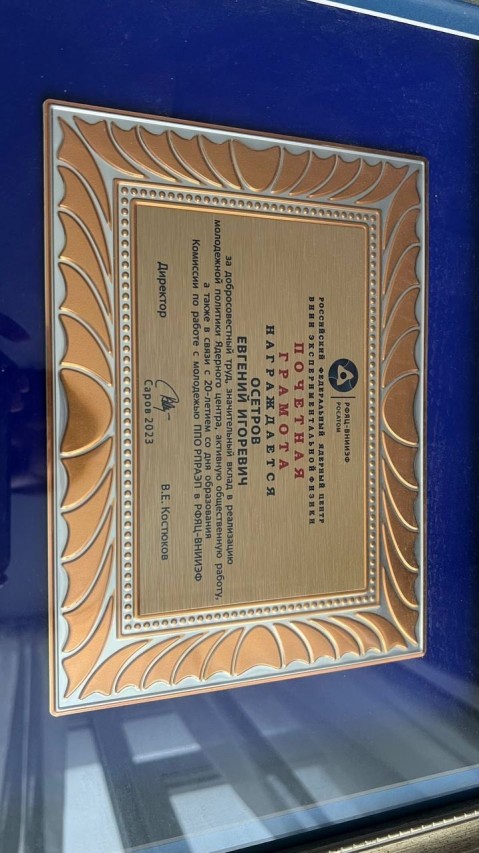 РФЯЦ-ВНИИЭФ
РОСАТОМ
РОССИЙСКИЙ ФЕДЕРАЛЬНЫЙ ЯДЕРНЫЙ ЦЕНТР
ВНИИ ЭКСПЕРИМЕНТАЛЬНОЙ ФИЗИКИ
ПОЧЕТНАЯ
ГРАМОТА
НАГРАЖДАЕТСЯ
ОСЕТРОВ
ЕВГЕНИЙ ИГОРЕВИЧ
за добросовестный труд, значительный вклад в реализацию
молодежной политики Ядерного центра, активную общественную работу,
а также в связи с 20-летием со дня образования
Комиссии по работе с молодежью ППО РПРАЭП в РФЯЦ-ВНИИЭФ
Директор В.Е. Костюков
Саров 2023